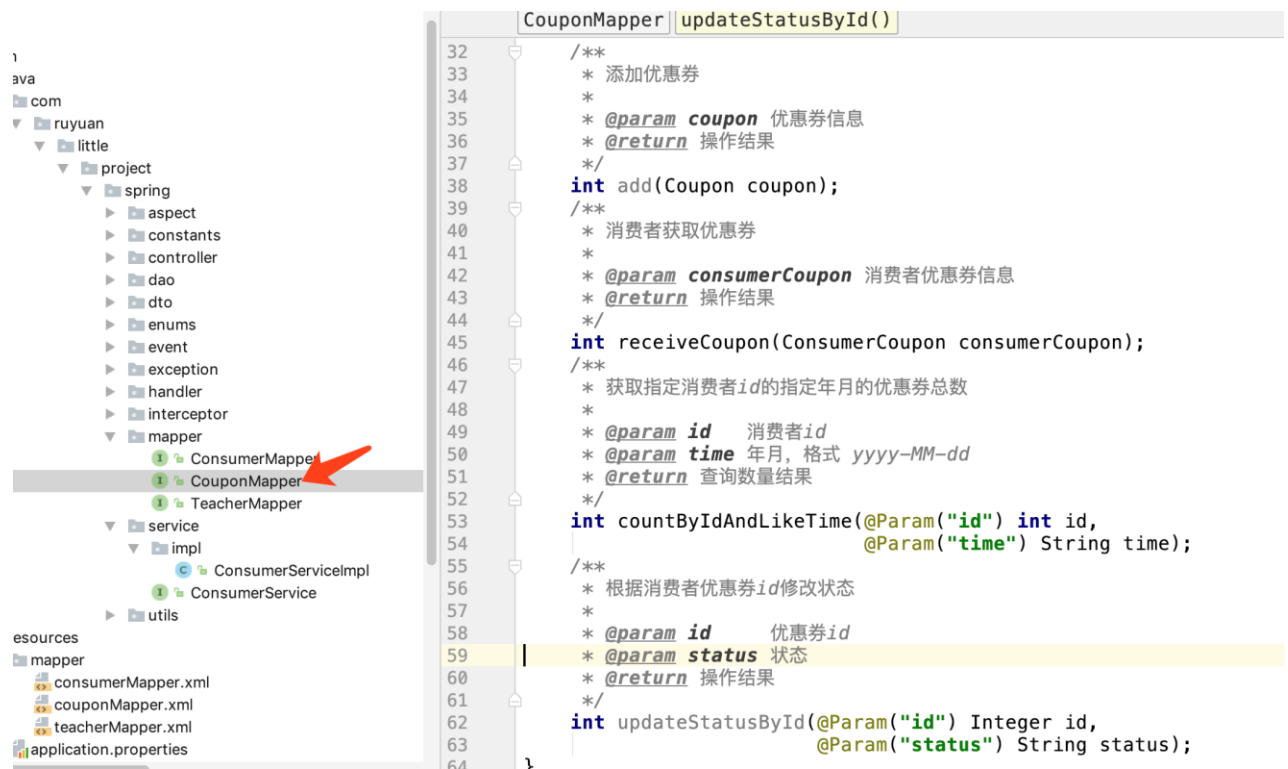 CouponMapper updateStatusById()
ava
com
ruyuan
little
project
spring
aspect
constants
controller
dao
dto
enums
event
exception
handler
interceptor
mapper
ConsumerMapper
CouponMapper
TeacherMapper
service
impl
ConsumerServiceImpl
ConsumerService
utils
esources
mapper
consumerMapper.xml
couponMapper.xml
teacherMapper.xml
application.properties
32 /**
33 * 添加优惠券
34 *
35 * @param coupon 优惠券信息
36 * @return 操作结果
37 */
38 int add(Coupon coupon);
39 /**
40 * 消费者获取优惠券
41 *
42 * @param consumerCoupon 消费者优惠券信息
43 * @return 操作结果
44 */
45 int receiveCoupon(ConsumerCoupon consumerCoupon);
46 /**
47 * 获取指定消费者id的指定年月的优惠券总数
48 *
49 * @param id 消费者id
50 * @param time 年月，格式 yyyy-MM-dd
51 * @return 查询数量结果
52 */
53 int countByIdAndLikeTime(@Param("id") int id,
54 @Param("time") String time);
55 /**
56 * 根据消费者优惠券id修改状态
57 *
58 * @param id 优惠券id
59 * @param status 状态
60 * @return 操作结果
61 */
62 int updateStatusById(@Param("id") Integer id,
63 @Param("status") String status);
64 }